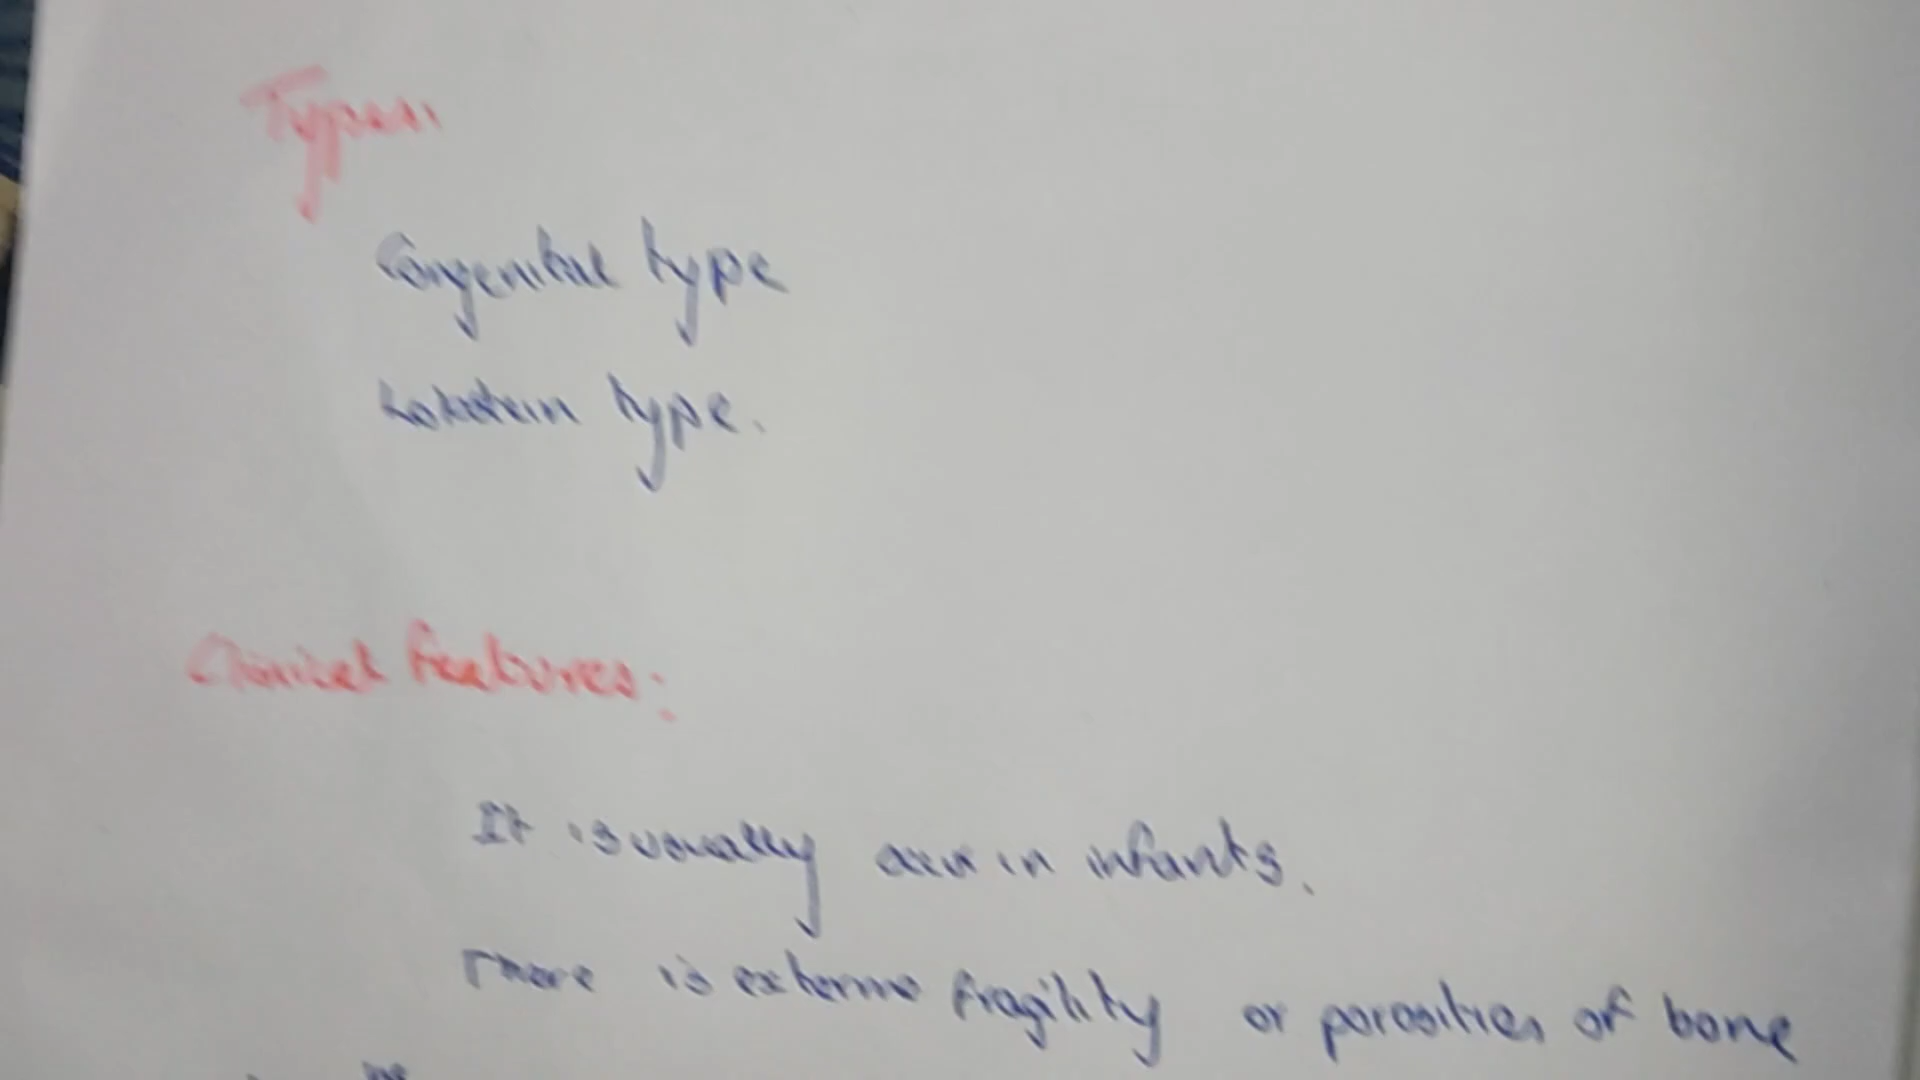 Types:
Congenital type
Lobstein type.
Clinical features:
It is usually occur in infants.
There is extreme fragility or porosities of bone